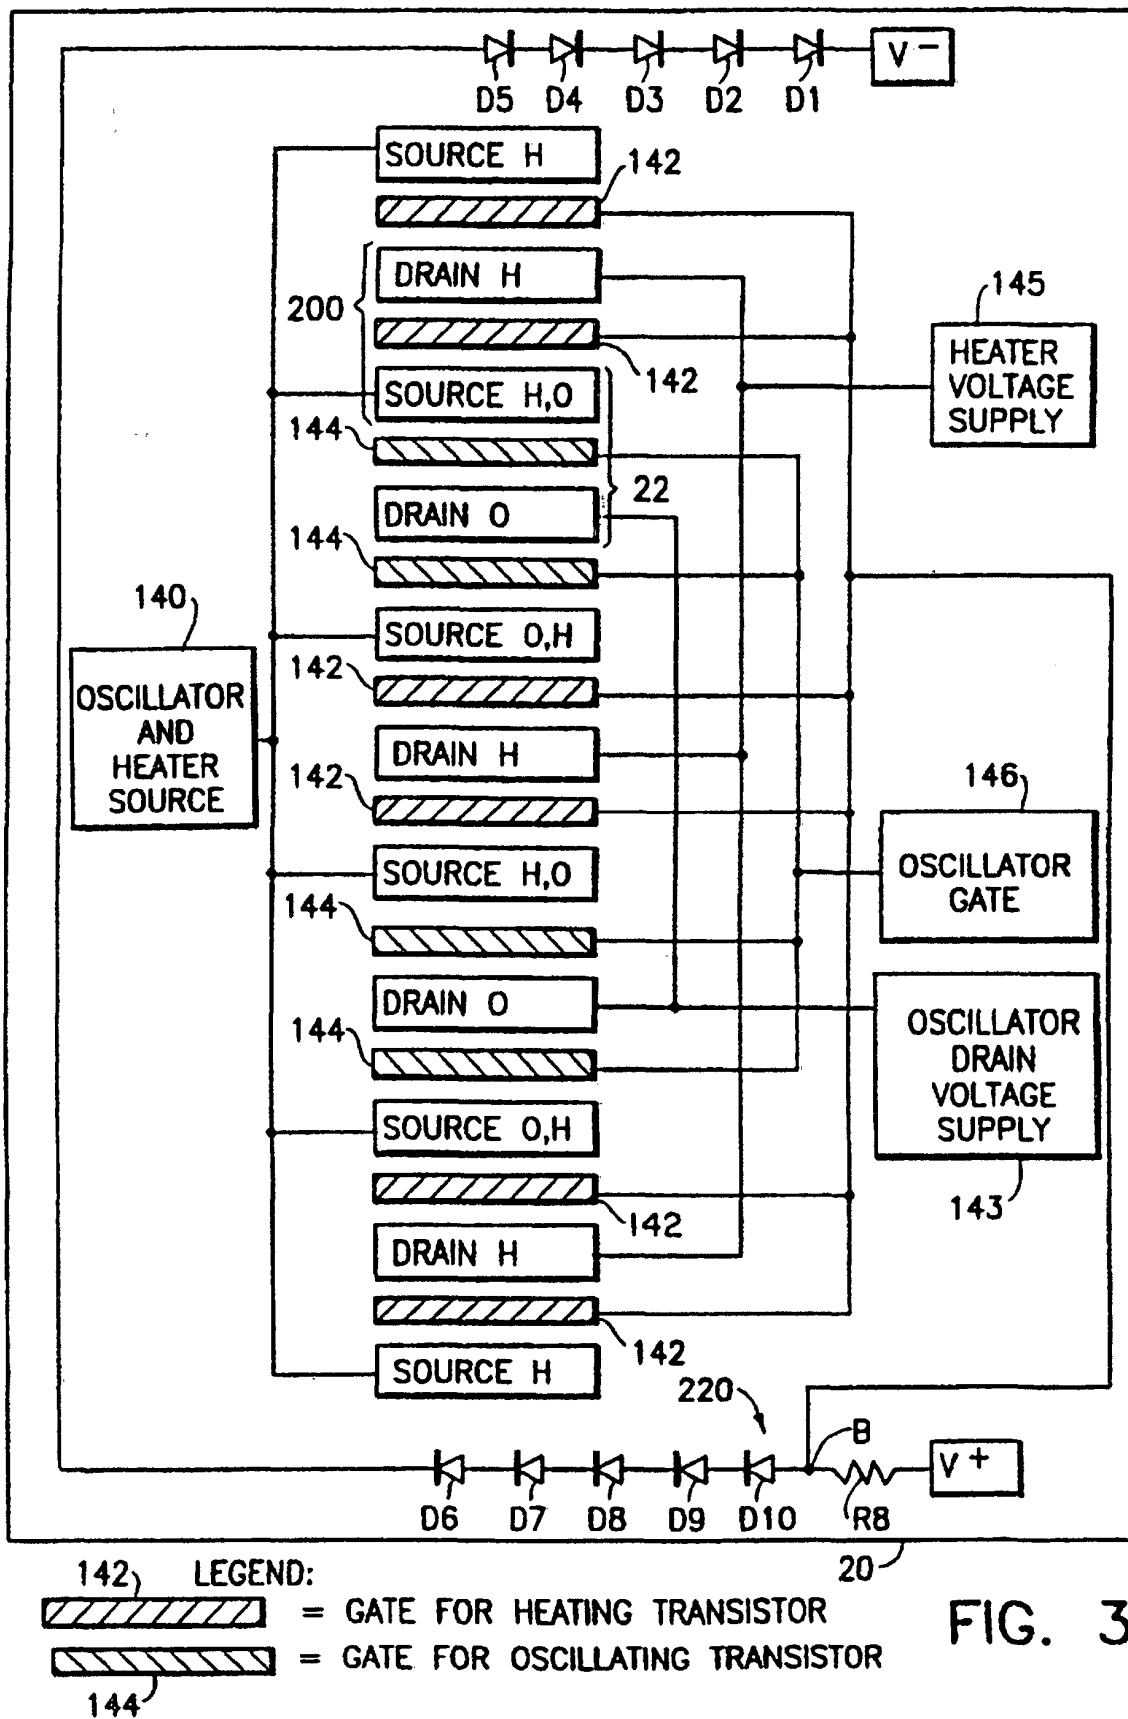 V-
D5 D4 D3 D2 D1
SOURCE H
142
DRAIN H
200
145
HEATER
VOLTAGE
SUPPLY
142
SOURCE H,O
144
22
DRAIN O
144
140
SOURCE O,H
OSCILLATOR
AND
HEATER
SOURCE
142
DRAIN H
142
146
OSCILLATOR
GATE
SOURCE H,O
144
DRAIN O
144
OSCILLATOR
DRAIN
VOLTAGE
SUPPLY
143
SOURCE O,H
142
DRAIN H
142
SOURCE H
220
B
V+
D6 D7 D8 D9 D10 R8
20
142 LEGEND:
= GATE FOR HEATING TRANSISTOR
= GATE FOR OSCILLATING TRANSISTOR
144
FIG. 3